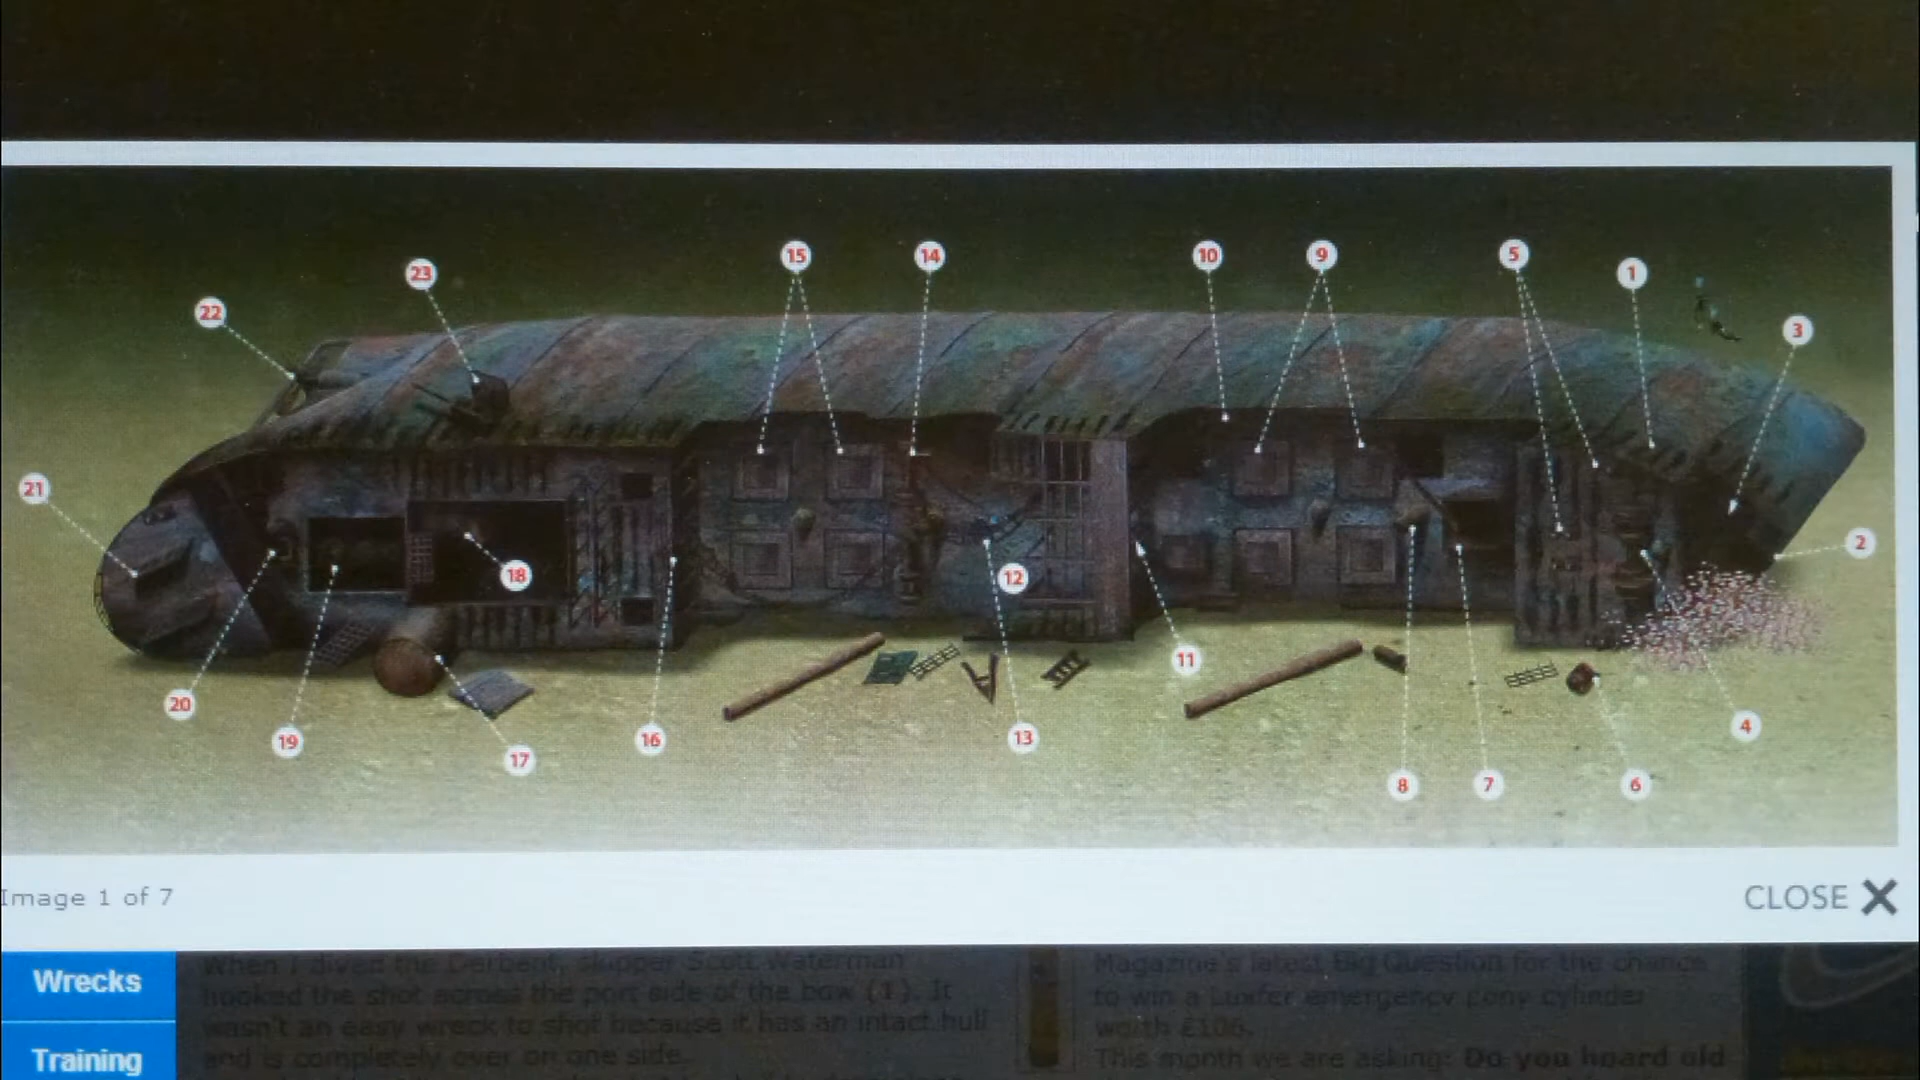 10
9
5
1
15
14
23
22
3
21
2
18
12
11
20
4
16
13
19
17
8
7
6
Image 1 of 7
CLOSE
Wrecks
Training
When I dived the Derbent, skipper Scott Waterman
hooked the shot across the port side of the bow (1). It
wasn't an easy wreck to shot because it has an intact hull
and is completely over on one side.
Magazine's latest Big Question for the chance
to win a Luxfer emergency pony cylinder
worth £106.
This month we are asking: Do you hoard old